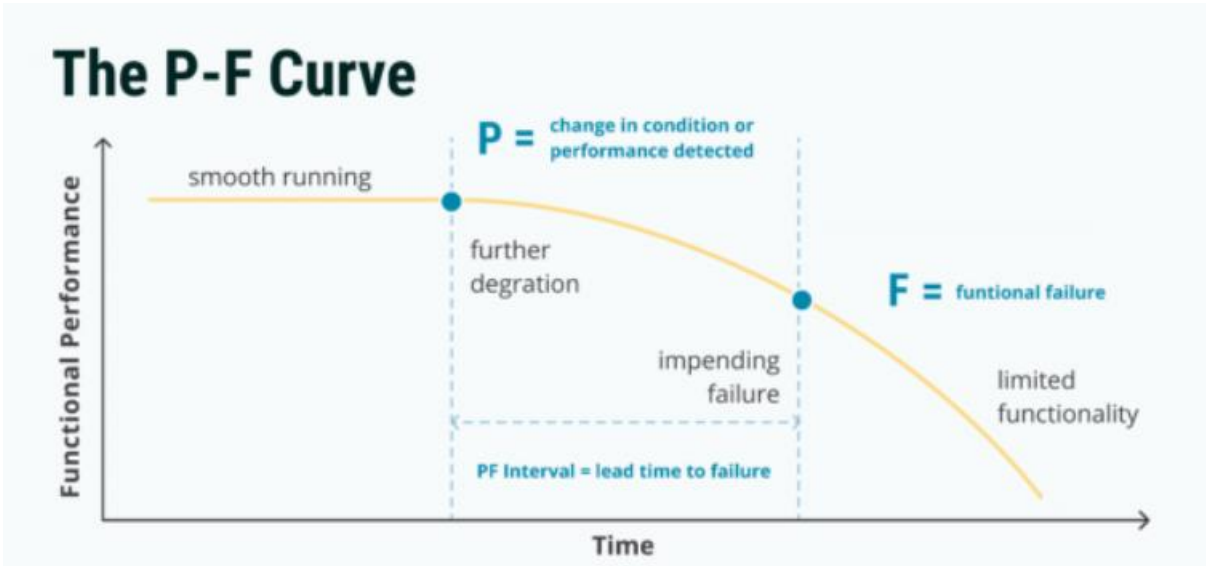 The P-F Curve
P = change in condition or
performance detected
smooth running
further
degration
F = funtional failure
impending
failure
limited
functionality
PF Interval = lead time to failure
Functional Performance
Time